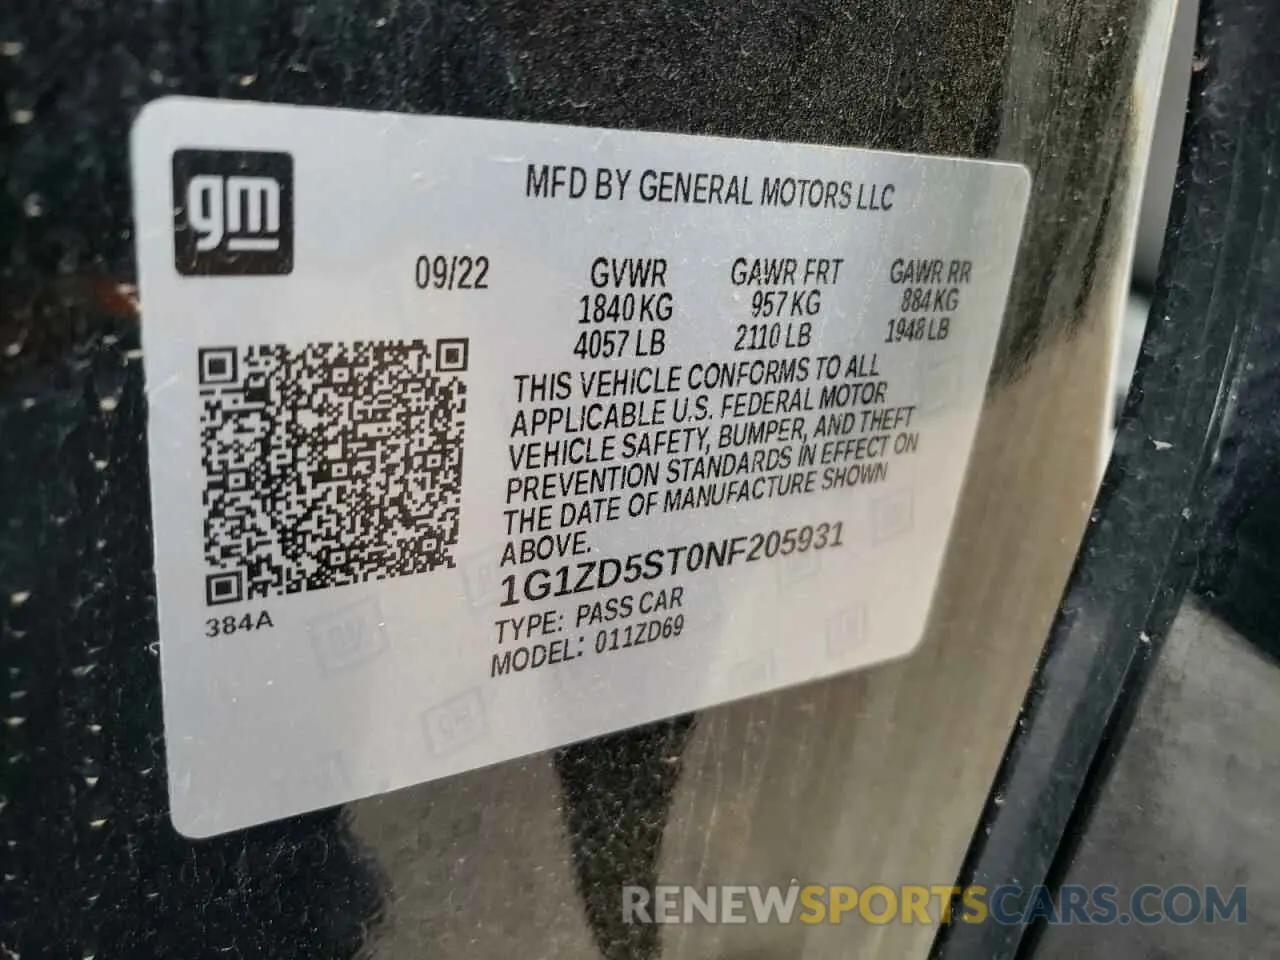 gm
MFD BY GENERAL MOTORS LLC
09/22 GVWR GAWR FRT GAWR RR
1840 KG 957 KG 884 KG
4057 LB 2110 LB 1948 LB
THIS VEHICLE CONFORMS TO ALL
APPLICABLE U.S. FEDERAL MOTOR
VEHICLE SAFETY, BUMPER, AND THEFT
PREVENTION STANDARDS IN EFFECT ON
THE DATE OF MANUFACTURE SHOWN
ABOVE.
1G1ZD5ST0NF205931
TYPE: PASS CAR
MODEL: 011ZD69
384A
RENEWSPORTSCARS.COM